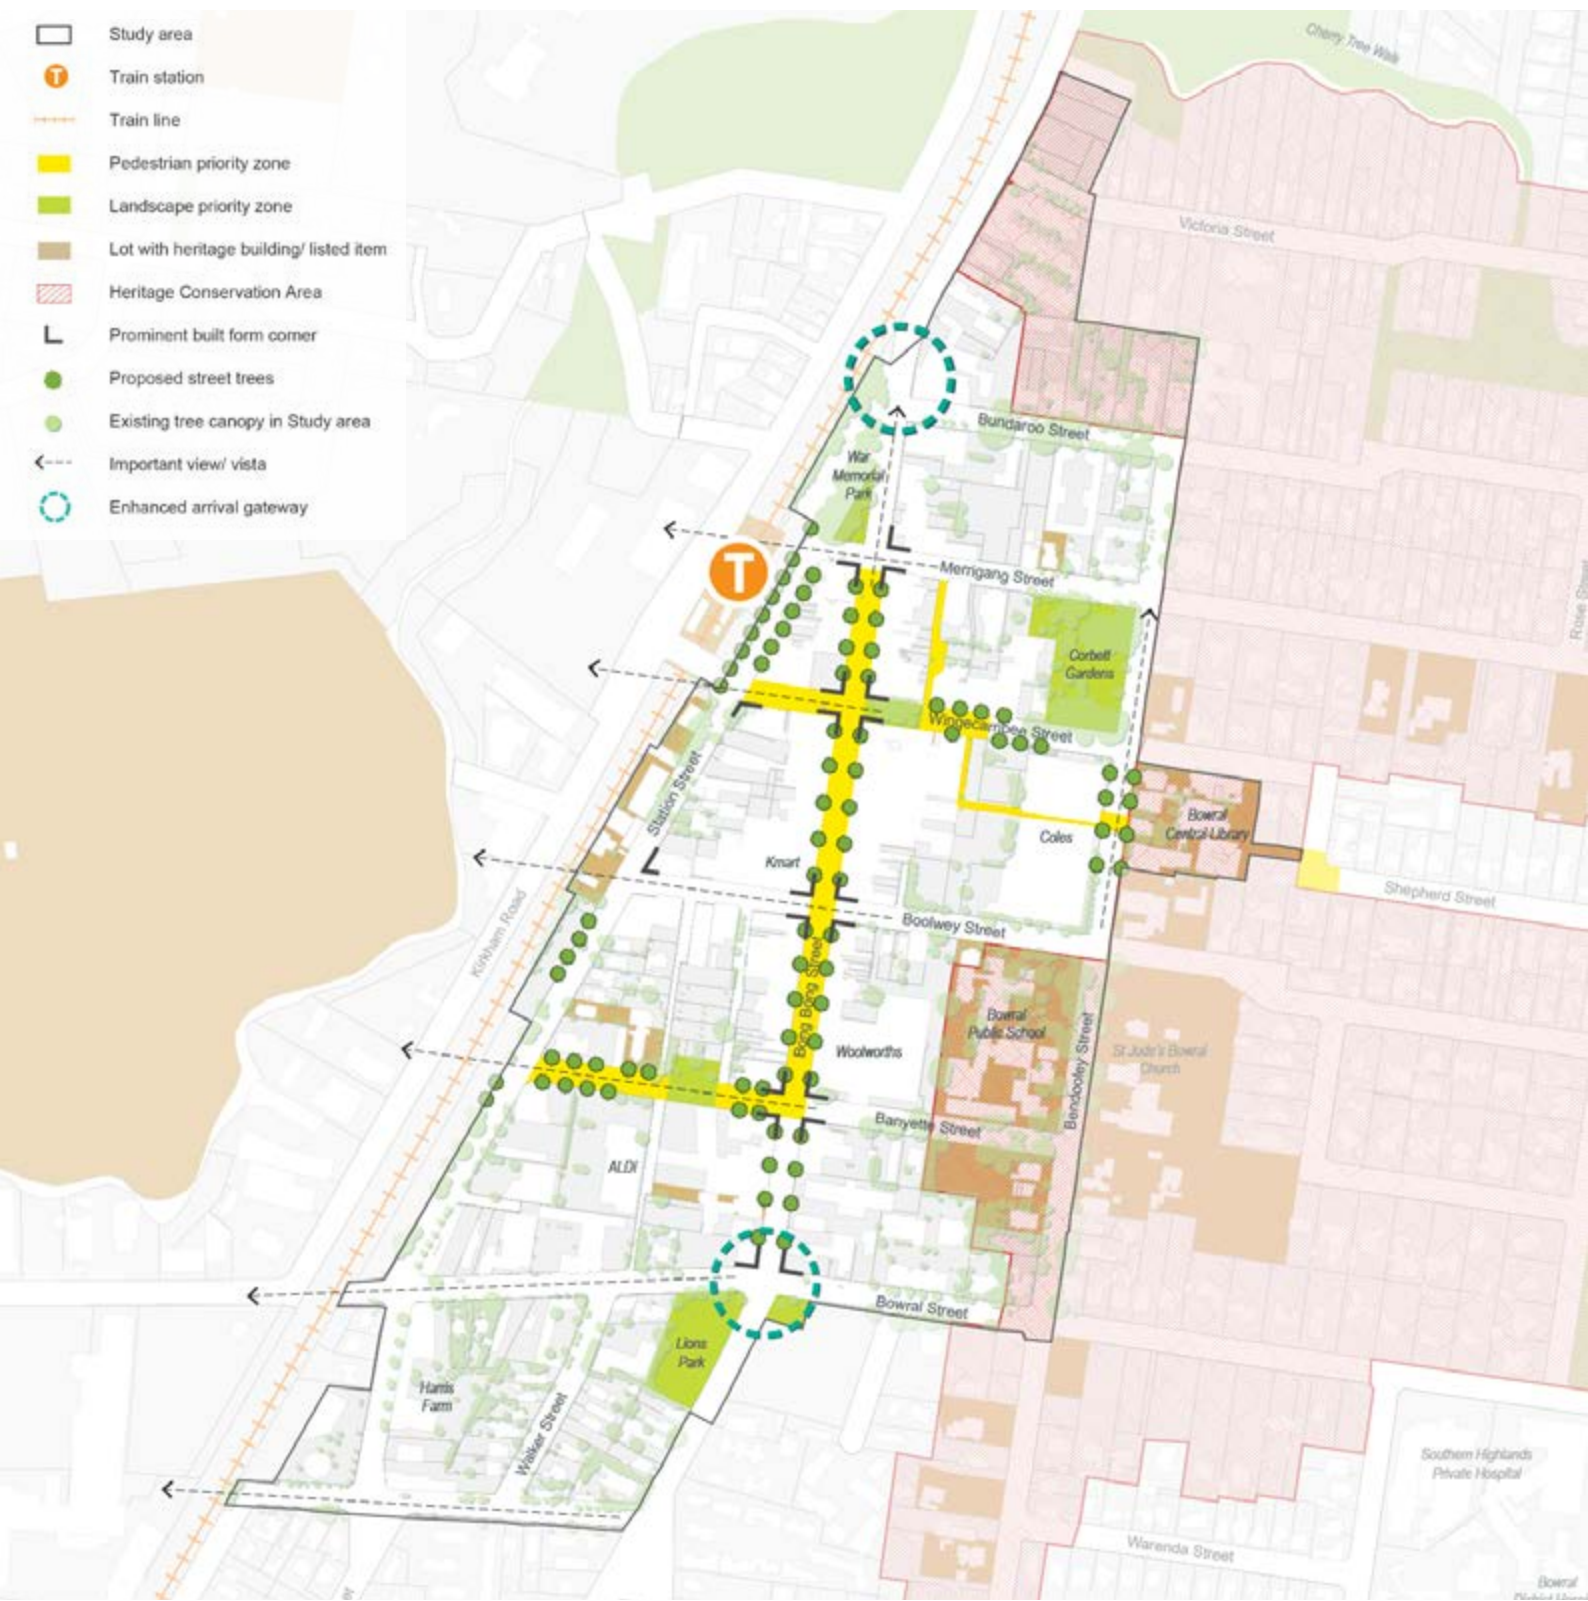 Study area
T
Train station
Train line
Pedestrian priority zone
Landscape priority zone
Lot with heritage building/ listed item
Heritage Conservation Area
Prominent built form corner
Proposed street trees
Existing tree canopy in Study area
Important view/ vista
Enhanced arrival gateway
Cherry Tree Walk
Victoria Street
Bundaroo Street
War
Memorial
Park
T
Merrigang Street
Rose Street
Corbett
Gardens
Wingecarribee Street
Station Street
Bowral
Central Library
Coles
Kmart
Shepherd Street
Boolwey Street
Kirkham Road
Bong Bong Street
Bowral
Public School
Woolworths
St Jude's Bowral
Church
Bendooley Street
Banyette Street
ALDI
Bowral Street
Lions
Park
Harris
Farm
Walker Street
Southern Highlands
Private Hospital
Warenda Street
Bowral